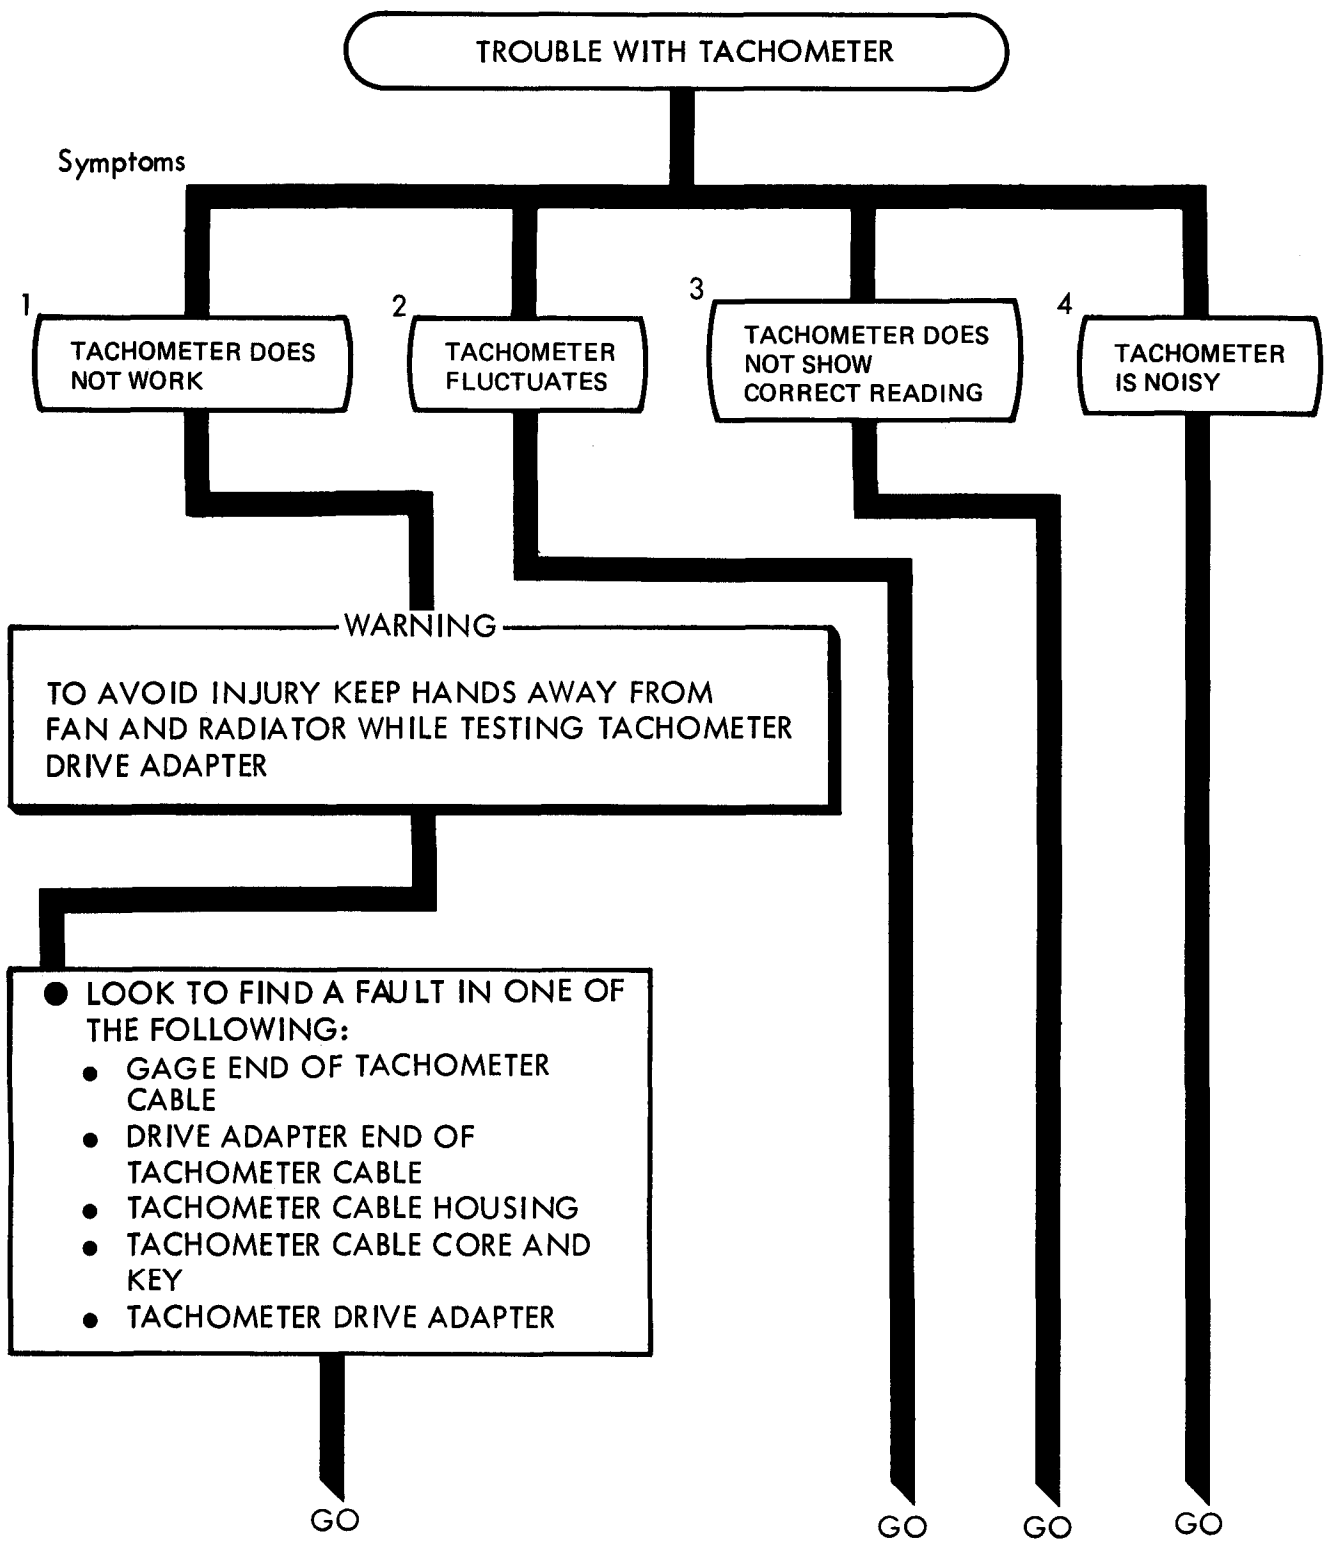 TROUBLE WITH TACHOMETER
Symptoms
1
TACHOMETER DOES
NOT WORK
2
TACHOMETER
FLUCTUATES
3
TACHOMETER DOES
NOT SHOW
CORRECT READING
4
TACHOMETER
IS NOISY
WARNING
TO AVOID INJURY KEEP HANDS AWAY FROM
FAN AND RADIATOR WHILE TESTING TACHOMETER
DRIVE ADAPTER
● LOOK TO FIND A FAULT IN ONE OF
THE FOLLOWING:
● GAGE END OF TACHOMETER
CABLE
● DRIVE ADAPTER END OF
TACHOMETER CABLE
● TACHOMETER CABLE HOUSING
● TACHOMETER CABLE CORE AND
KEY
● TACHOMETER DRIVE ADAPTER
GO
GO
GO
GO